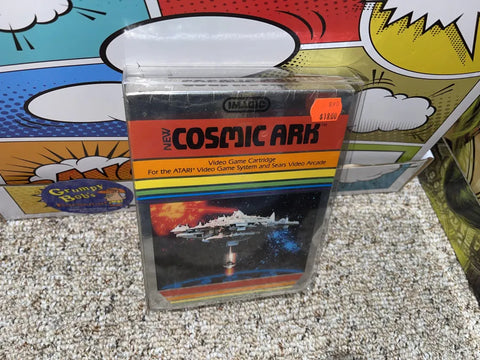 IMAGIC
$18.00
NEW
COSMIC ARK
Video Game Cartridge
For the ATARI® Video Game System and Sears Video Arcade
Grumpy
Bob's